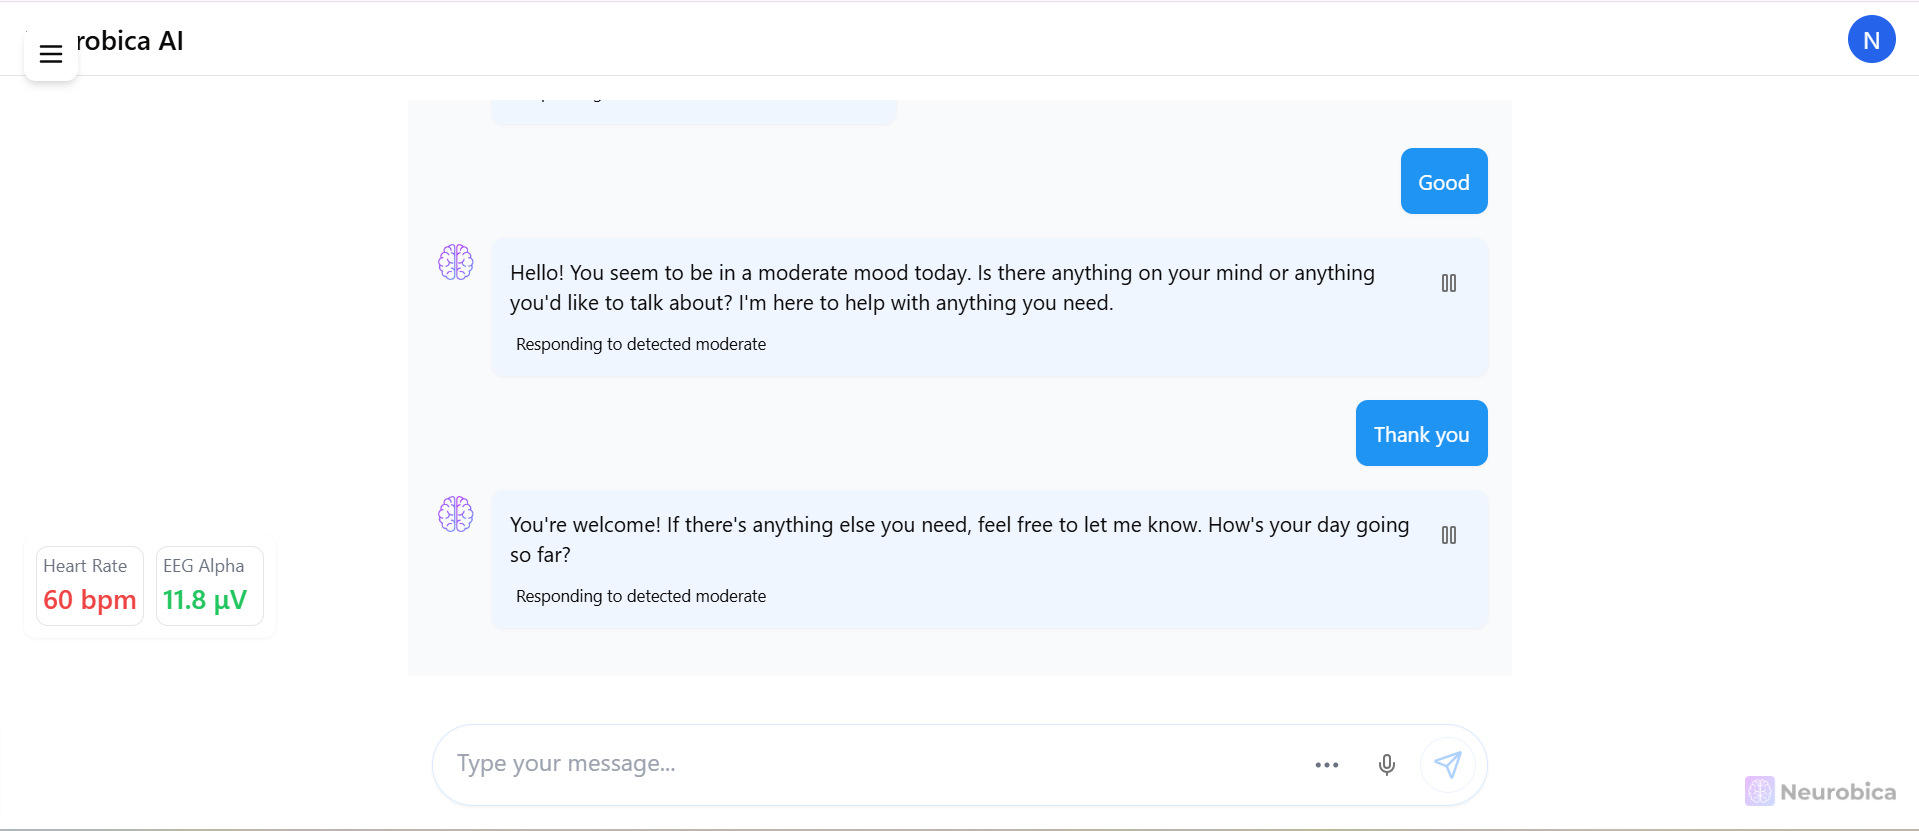 robica AI
N
Good
Hello! You seem to be in a moderate mood today. Is there anything on your mind or anything
you'd like to talk about? I'm here to help with anything you need.
Responding to detected moderate
Thank you
You're welcome! If there's anything else you need, feel free to let me know. How's your day going
so far?
Responding to detected moderate
Heart Rate
60 bpm
EEG Alpha
11.8 µV
Type your message...
Neurobica